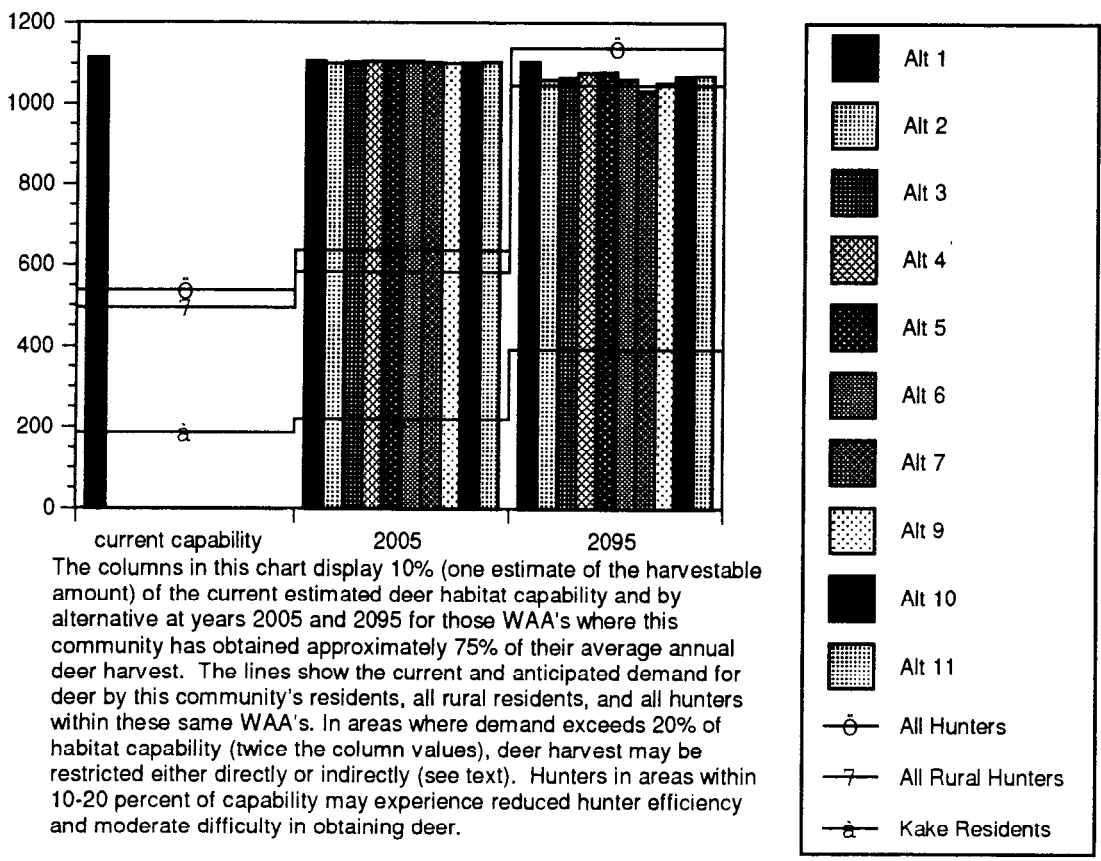 1200
1000
800
600
400
200
0
Ö
7
à
Ö
current capability 2005 2095
The columns in this chart display 10% (one estimate of the harvestable
amount) of the current estimated deer habitat capability and by
alternative at years 2005 and 2095 for those WAA's where this
community has obtained approximately 75% of their average annual
deer harvest. The lines show the current and anticipated demand for
deer by this community's residents, all rural residents, and all hunters
within these same WAA's. In areas where demand exceeds 20% of
habitat capability (twice the column values), deer harvest may be
restricted either directly or indirectly (see text). Hunters in areas within
10-20 percent of capability may experience reduced hunter efficiency
and moderate difficulty in obtaining deer.
Alt 1
Alt 2
Alt 3
Alt 4
Alt 5
Alt 6
Alt 7
Alt 9
Alt 10
Alt 11
Ö All Hunters
7 All Rural Hunters
à Kake Residents